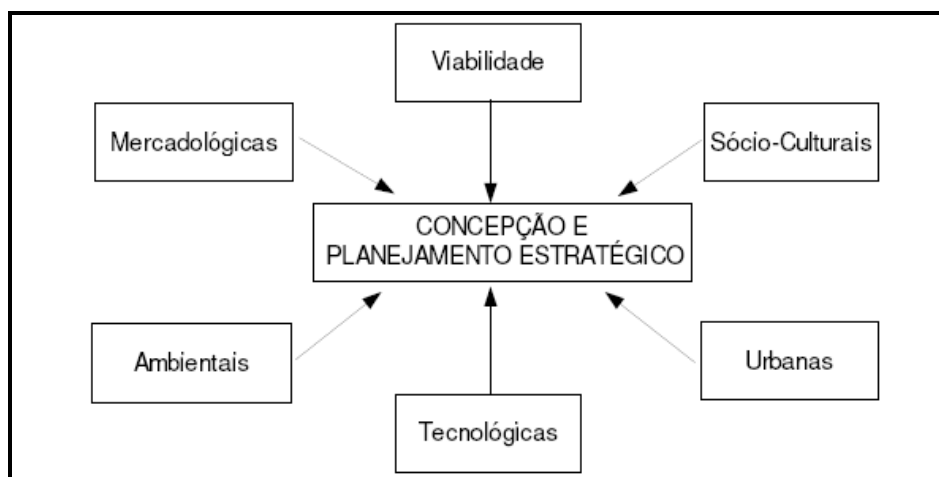 Viabilidade
Mercadológicas
Sócio-Culturais
CONCEPÇÃO E
PLANEJAMENTO ESTRATÉGICO
Ambientais
Urbanas
Tecnológicas